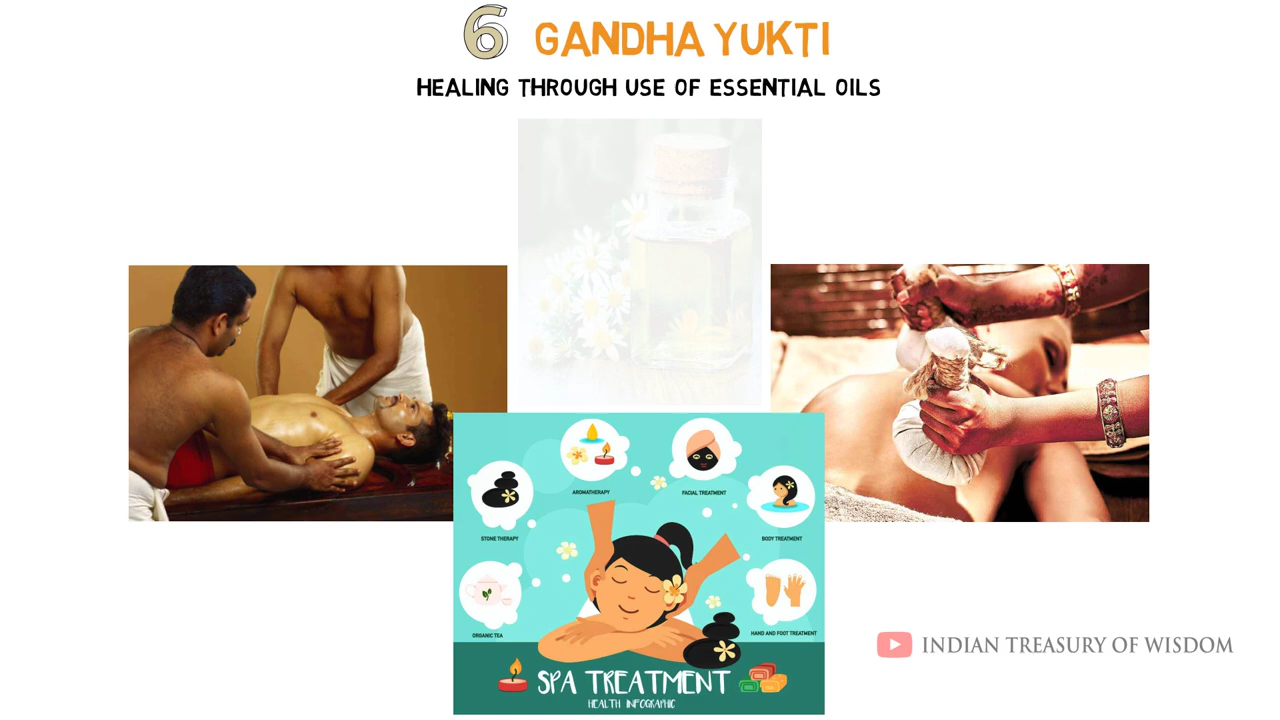 6 GANDHA YUKTI
HEALING THROUGH USE OF ESSENTIAL OILS
AROMATHERAPY
FACIAL TREATMENT
STONE THERAPY
BODY TREATMENT
ORGANIC TEA
HAND AND FOOT TREATMENT
SPA TREATMENT
HEALTH INFOGRAPHIC
INDIAN TREASURY OF WISDOM